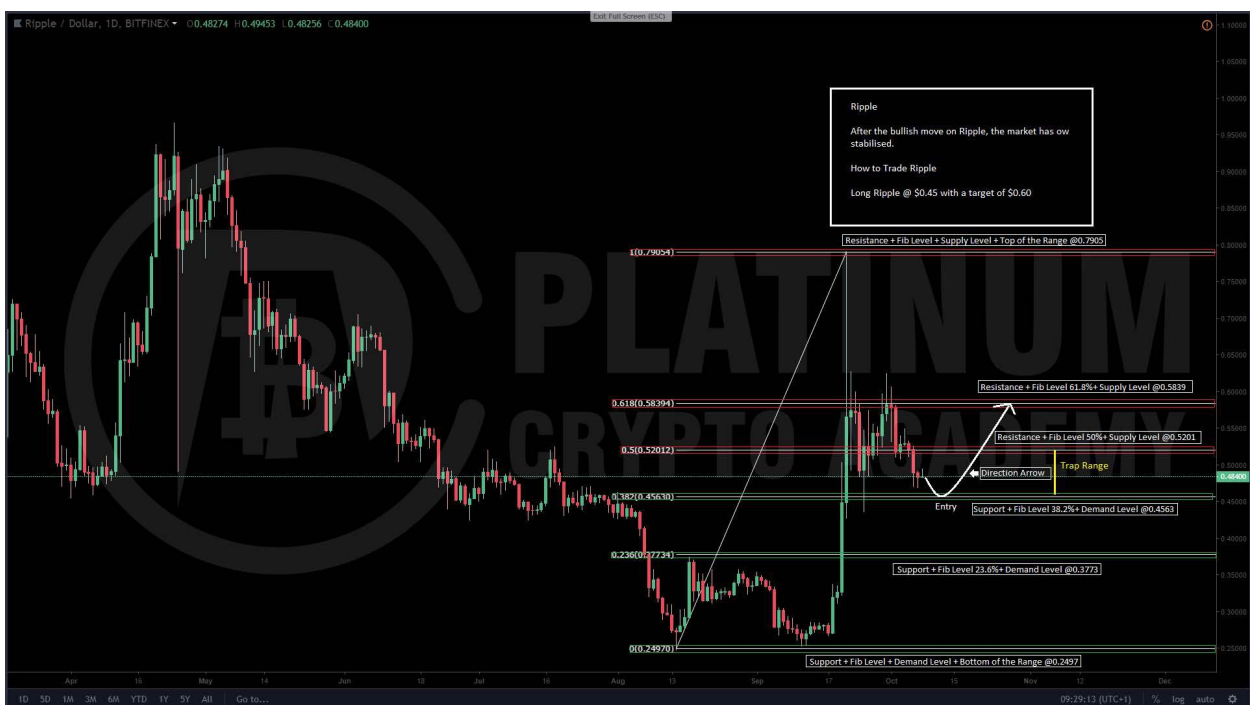 Exit Full Screen (ESC)
Ripple / Dollar, 1D, BITFINEX O0.48274 H0.49453 L0.48256 C0.48400
1.10000
1.05000
1.00000
0.95000
0.90000
0.85000
0.80000
0.75000
0.70000
0.65000
0.60000
0.55000
0.50000
0.48400
0.45000
0.40000
0.35000
0.30000
0.25000
Ripple
After the bullish move on Ripple, the market has ow
stabilised.
How to Trade Ripple
Long Ripple @ $0.45 with a target of $0.60
Resistance + Fib Level + Supply Level + Top of the Range @0.7905
1(0.79054)
PLATINUM
CRYPTO ACADEMY
Resistance + Fib Level 61.8%+ Supply Level @0.5839
0.618(0.58394)
Resistance + Fib Level 50%+ Supply Level @0.5201
0.5(0.52012)
Trap Range
Direction Arrow
0.382(0.45630)
Entry
Support + Fib Level 38.2%+ Demand Level @0.4563
0.236(0.37734)
Support + Fib Level 23.6%+ Demand Level @0.3773
0(0.24970)
Support + Fib Level + Demand Level + Bottom of the Range @0.2497
Apr 16 May 14 Jun 18 Jul 16 Aug 13 Sep 17 Oct 15 Nov 12 Dec
1D 5D 1M 3M 6M YTD 1Y 5Y All Go to... 09:29:13 (UTC+1) % log auto